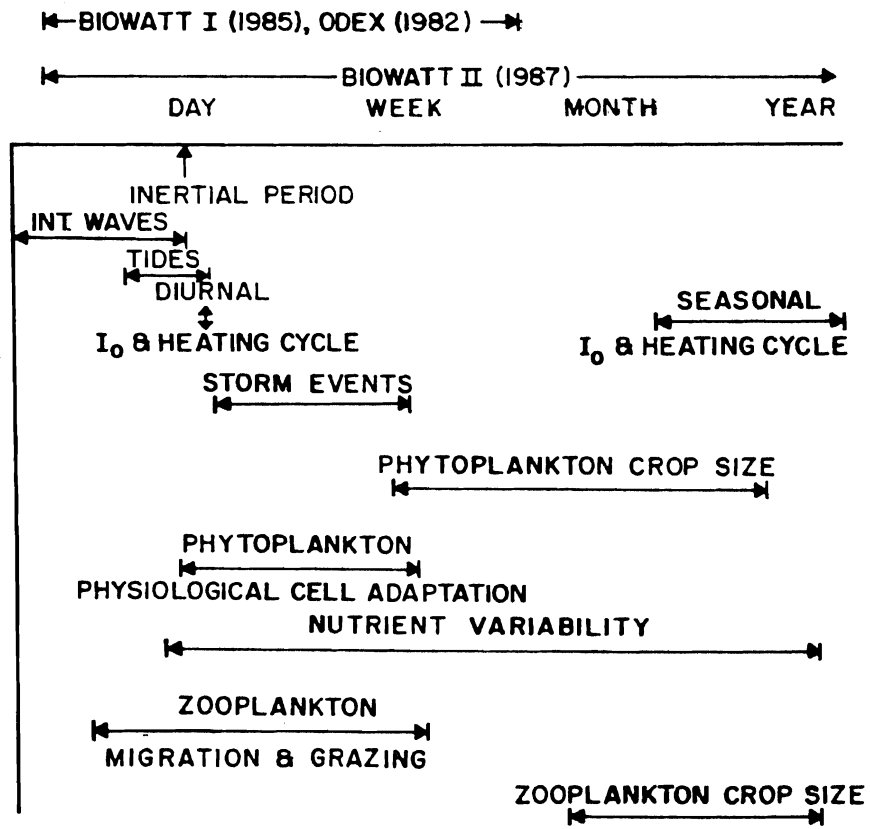 BIOWATT I (1985), ODEX (1982)
BIOWATT II (1987)
DAY WEEK MONTH YEAR
INERTIAL PERIOD
INT. WAVES
TIDES
DIURNAL
I₀ & HEATING CYCLE
SEASONAL
I₀ & HEATING CYCLE
STORM EVENTS
PHYTOPLANKTON CROP SIZE
PHYTOPLANKTON
PHYSIOLOGICAL CELL ADAPTATION
NUTRIENT VARIABILITY
ZOOPLANKTON
MIGRATION & GRAZING
ZOOPLANKTON CROP SIZE